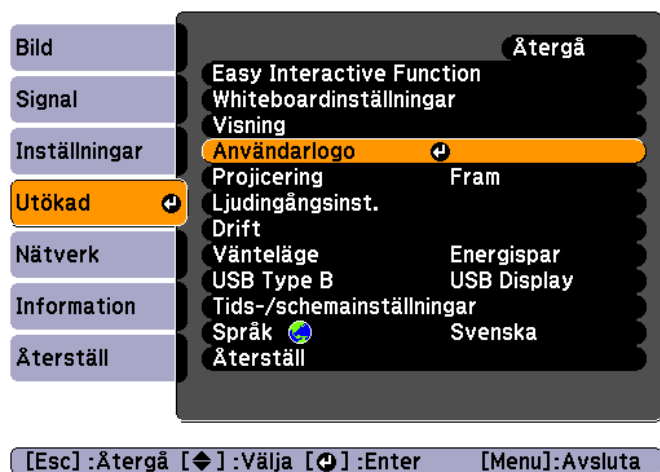 Bild
Signal
Inställningar
Utökad
Nätverk
Information
Återställ
Återgå
Easy Interactive Function
Whiteboardinställningar
Visning
Användarlogo
Projicering Fram
Ljudingångsinst.
Drift
Vänteläge Energispar
USB Type B USB Display
Tids-/schemainställningar
Språk Svenska
Återställ
[Esc] :Återgå [◆] :Välja [⏎] :Enter [Menu]:Avsluta